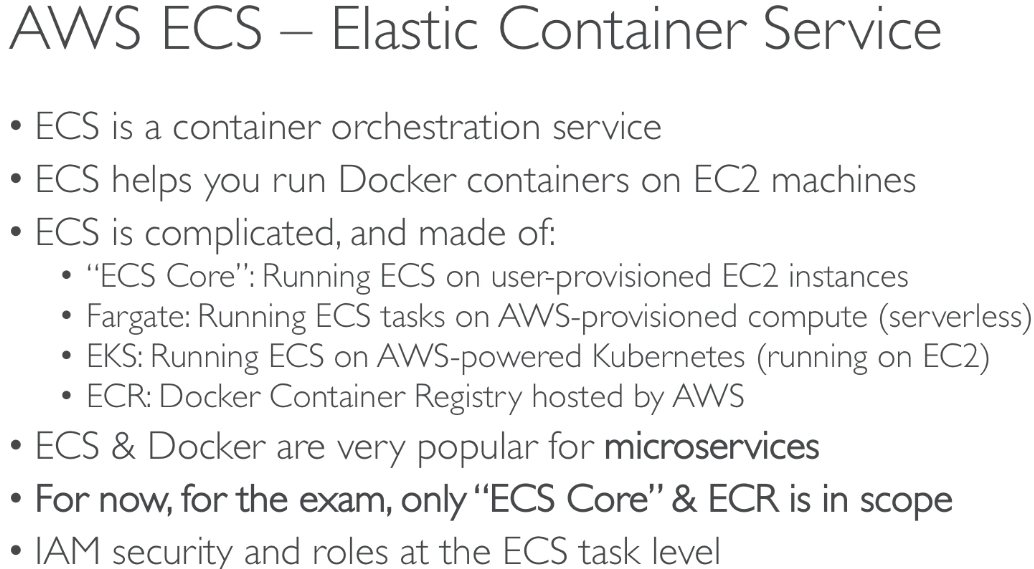 AWS ECS – Elastic Container Service
• ECS is a container orchestration service
• ECS helps you run Docker containers on EC2 machines
• ECS is complicated, and made of:
• “ECS Core”: Running ECS on user-provisioned EC2 instances
• Fargate: Running ECS tasks on AWS-provisioned compute (serverless)
• EKS: Running ECS on AWS-powered Kubernetes (running on EC2)
• ECR: Docker Container Registry hosted by AWS
• ECS & Docker are very popular for microservices
• For now, for the exam, only “ECS Core” & ECR is in scope
• IAM security and roles at the ECS task level